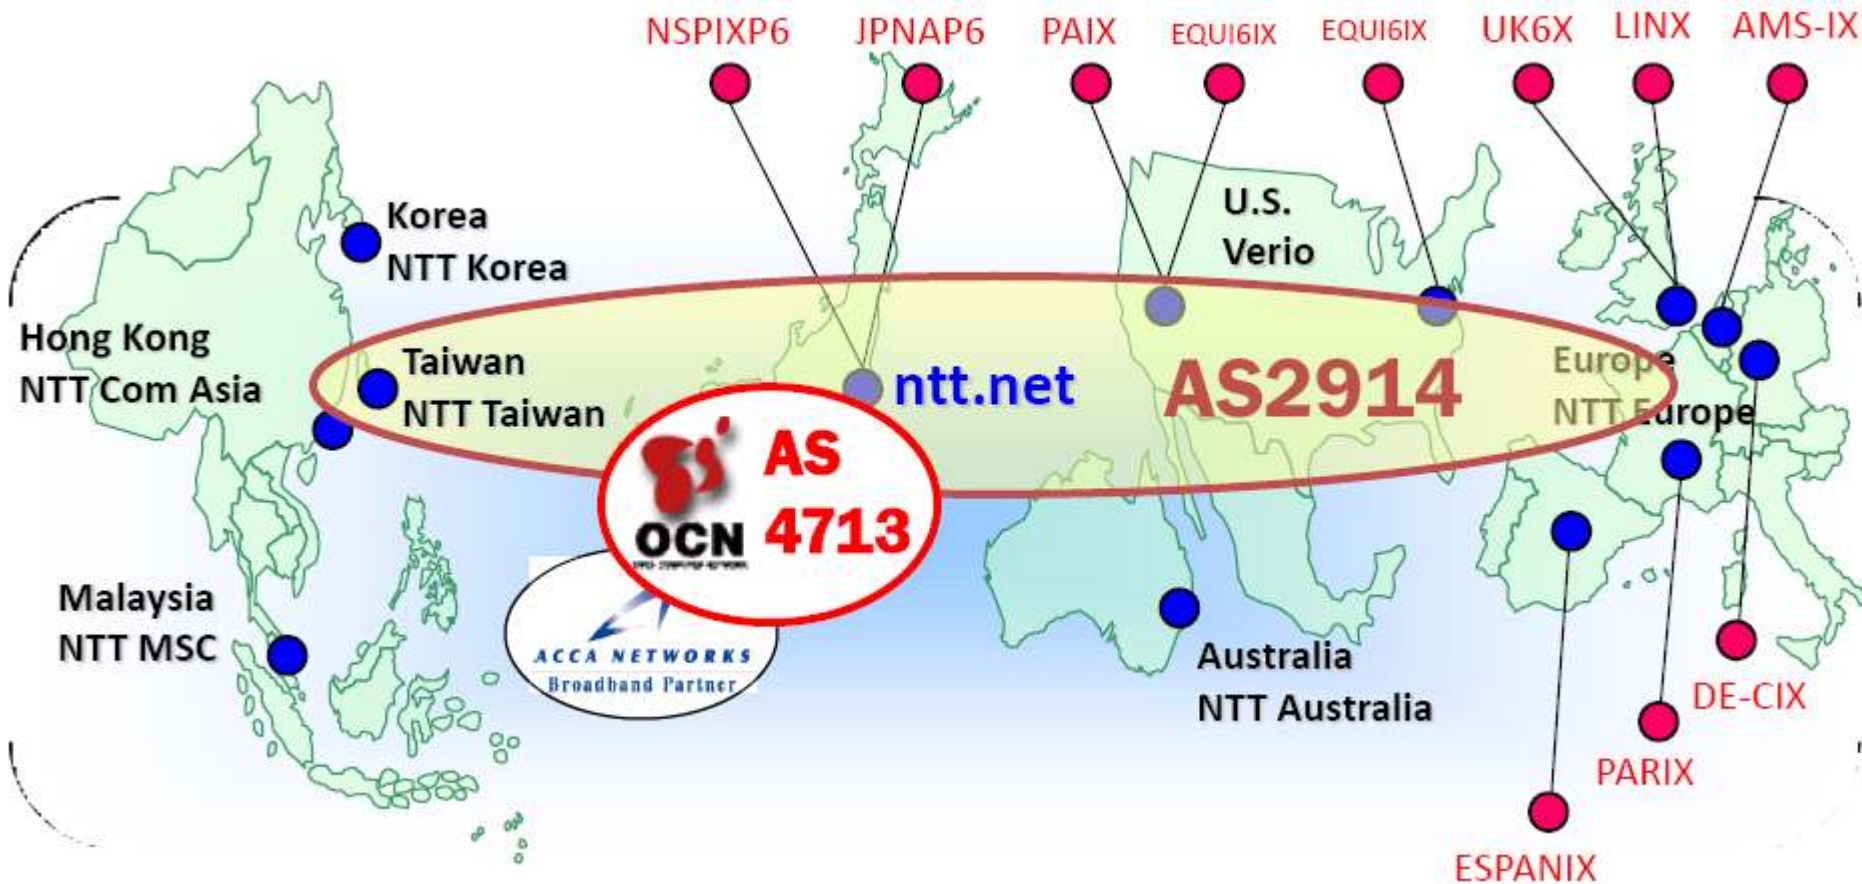 NSPIXP6
JPNAP6
PAIX
EQUI6IX
EQUI6IX
UK6X
LINX
AMS-IX
Korea
NTT Korea
U.S.
Verio
Hong Kong
NTT Com Asia
Taiwan
NTT Taiwan
ntt.net
AS2914
Europe
NTT Europe
AS
4713
OCN
Malaysia
NTT MSC
ACCA NETWORKS
Broadband Partner
Australia
NTT Australia
DE-CIX
PARIX
ESPANIX